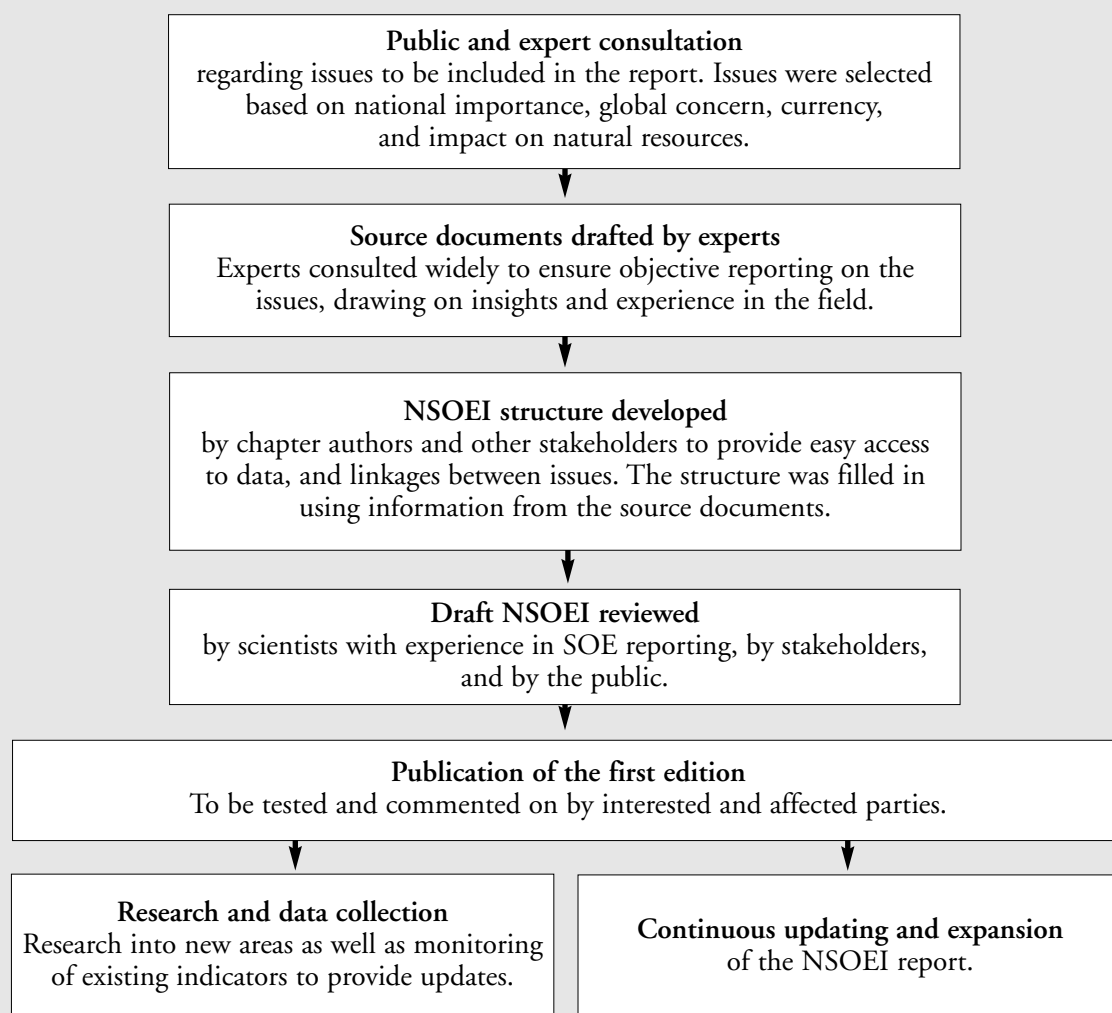 Public and expert consultation
regarding issues to be included in the report. Issues were selected
based on national importance, global concern, currency,
and impact on natural resources.
Source documents drafted by experts
Experts consulted widely to ensure objective reporting on the
issues, drawing on insights and experience in the field.
NSOEI structure developed
by chapter authors and other stakeholders to provide easy access
to data, and linkages between issues. The structure was filled in
using information from the source documents.
Draft NSOEI reviewed
by scientists with experience in SOE reporting, by stakeholders,
and by the public.
Publication of the first edition
To be tested and commented on by interested and affected parties.
Research and data collection
Research into new areas as well as monitoring
of existing indicators to provide updates.
Continuous updating and expansion
of the NSOEI report.